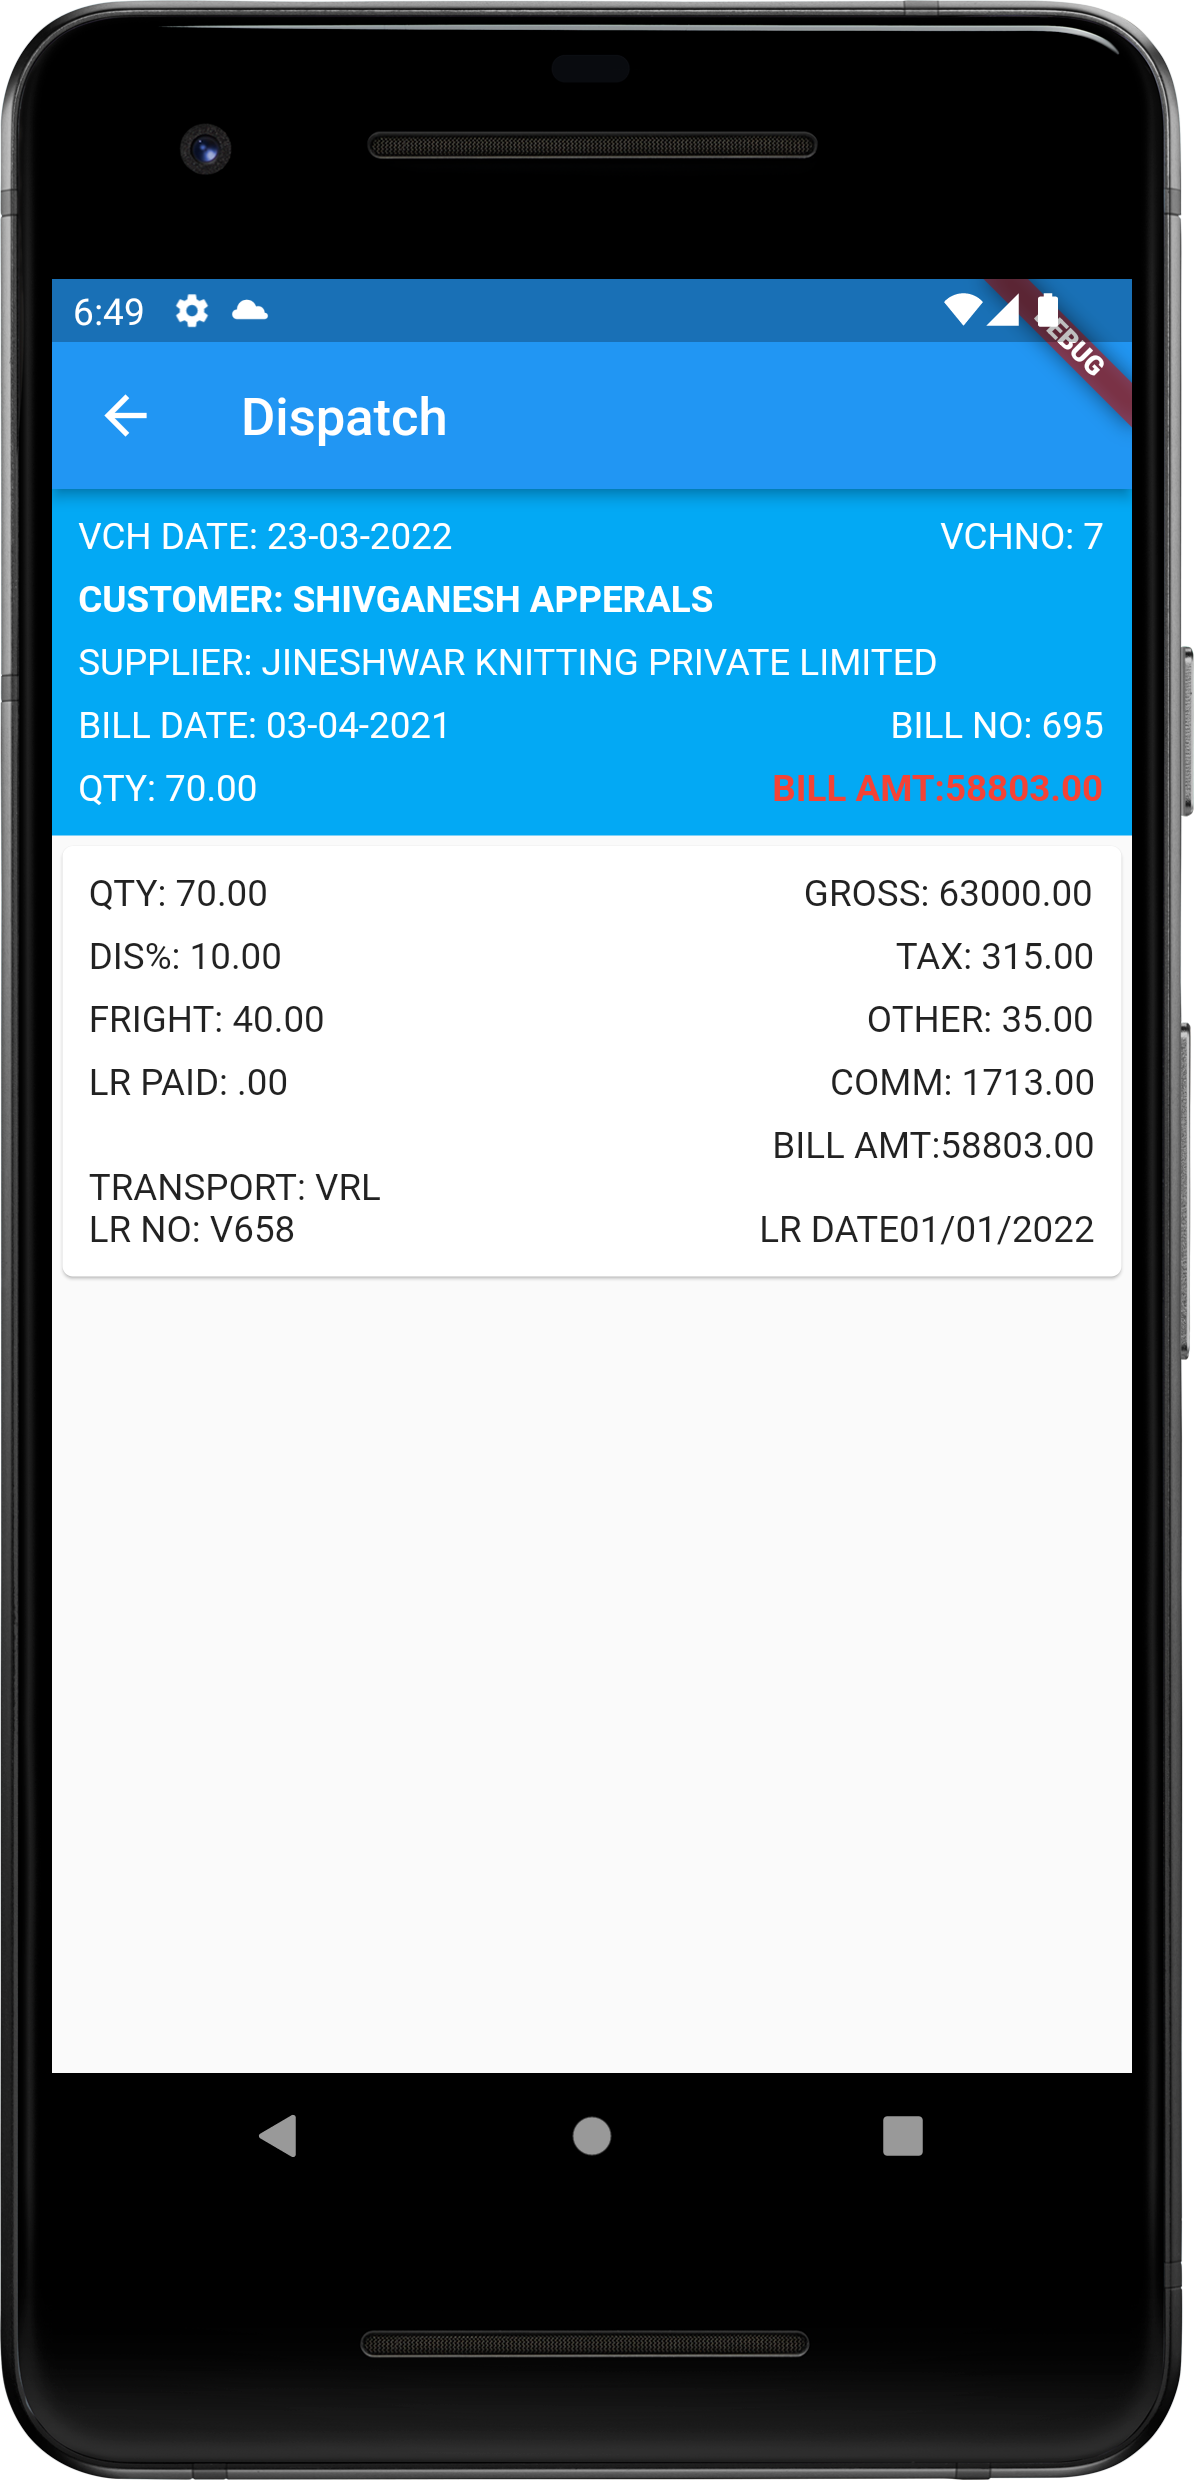 6:49
DEBUG
Dispatch
VCH DATE: 23-03-2022 VCHNO: 7
CUSTOMER: SHIVGANESH APPERALS
SUPPLIER: JINESHWAR KNITTING PRIVATE LIMITED
BILL DATE: 03-04-2021 BILL NO: 695
QTY: 70.00 BILL AMT:58803.00
QTY: 70.00 GROSS: 63000.00
DIS%: 10.00 TAX: 315.00
FRIGHT: 40.00 OTHER: 35.00
LR PAID: .00 COMM: 1713.00
BILL AMT:58803.00
TRANSPORT: VRL
LR NO: V658 LR DATE01/01/2022